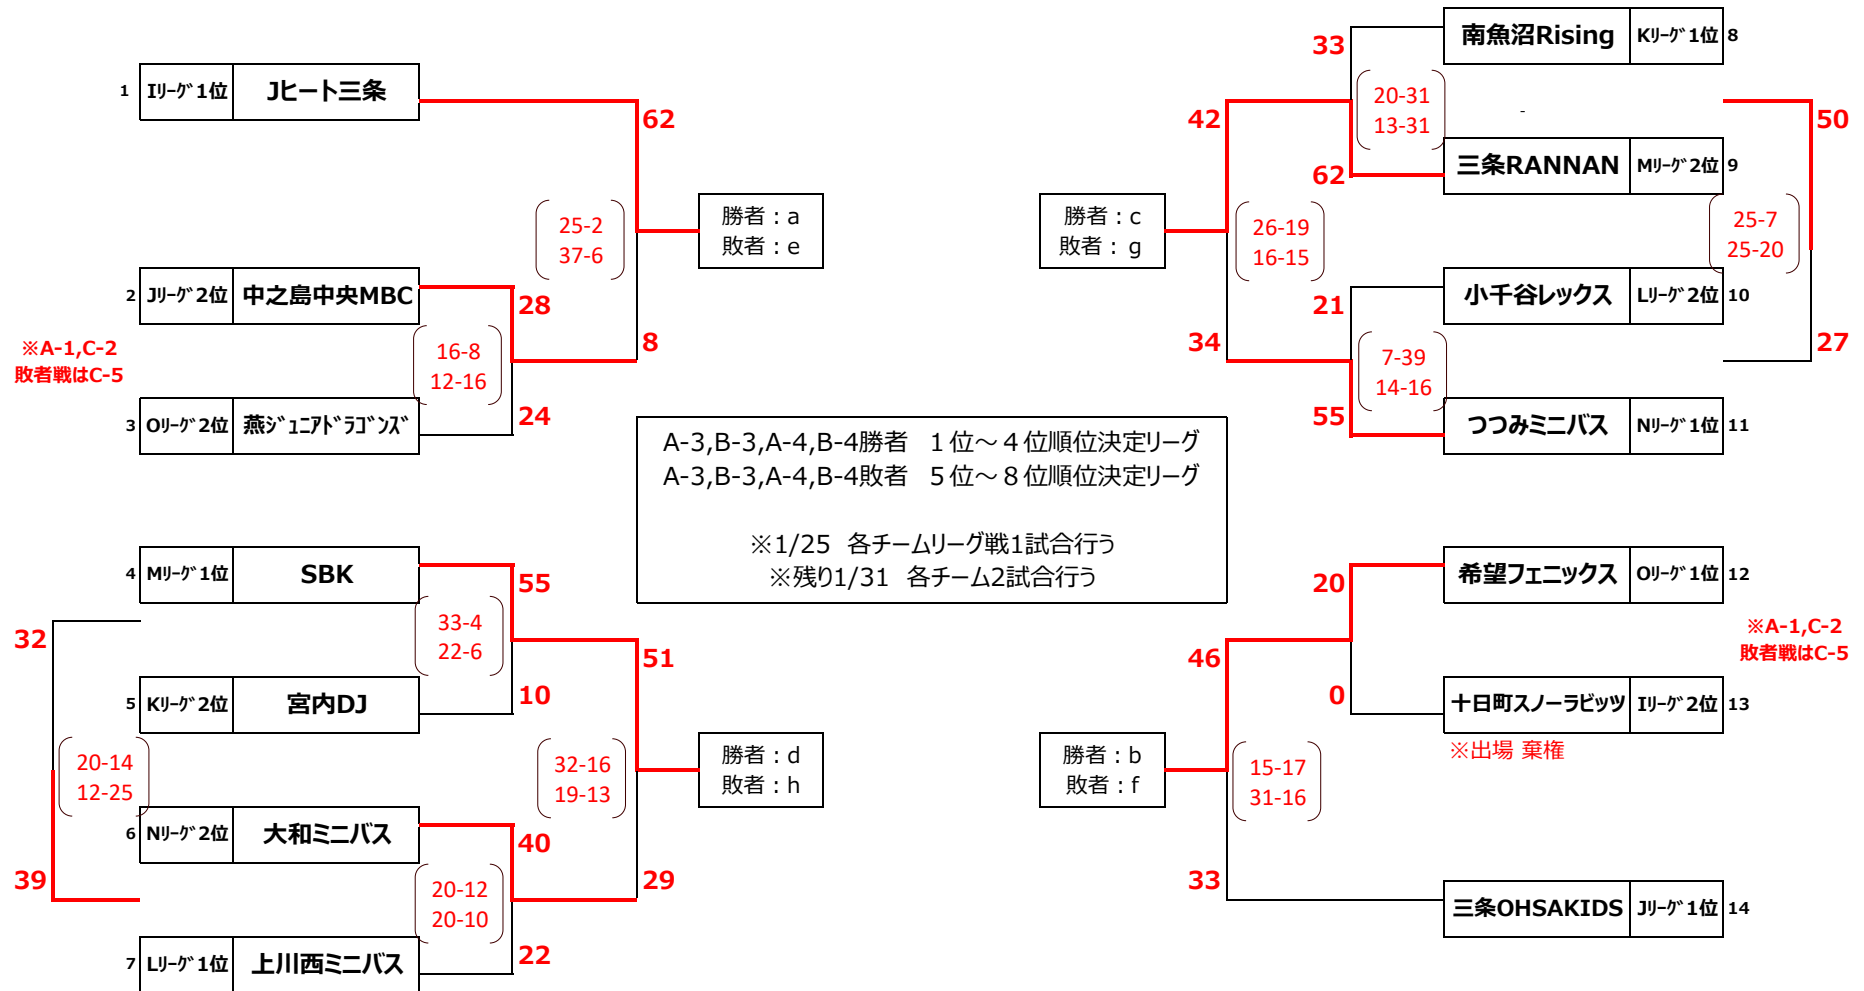 1 Iリーグ1位 Jヒート三条
62
25-2
37-6
勝者：a
敗者：e
2 Jリーグ2位 中之島中央MBC
28
8
※A-1,C-2
敗者戦はC-5
16-8
12-16
3 Oリーグ2位 燕ジュニアドラゴンズ
24
33
南魚沼Rising Kリーグ1位 8
42
20-31
13-31
-
50
62
三条RANNAN Mリーグ2位 9
勝者：c
敗者：g
26-19
16-15
25-7
25-20
21
小千谷レックス Lリーグ2位 10
34
27
7-39
14-16
55
つつみミニバス Nリーグ1位 11
A-3,B-3,A-4,B-4勝者 1位～4位順位決定リーグ
A-3,B-3,A-4,B-4敗者 5位～8位順位決定リーグ
※1/25 各チームリーグ戦1試合行う
※残り1/31 各チーム2試合行う
4 Mリーグ1位 SBK
55
32
33-4
22-6
51
5 Kリーグ2位 宮内DJ
10
20-14
12-25
32-16
19-13
勝者：d
敗者：h
6 Nリーグ2位 大和ミニバス
40
39
20-12
20-10
29
7 Lリーグ1位 上川西ミニバス
22
20
希望フェニックス Oリーグ1位 12
※A-1,C-2
敗者戦はC-5
46
0
十日町スノーラビッツ Iリーグ2位 13
※出場 棄権
勝者：b
敗者：f
15-17
31-16
33
三条OHSAKIDS Jリーグ1位 14